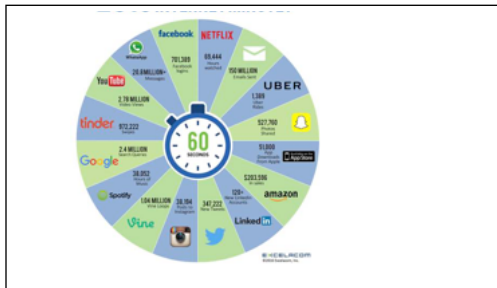 facebook
701,389
Facebook
logins
NETFLIX
69,444
Hours
watched
150 MILLION
Emails Sent
UBER
1,389
Uber
Rides
527,760
Photos
Shared
51,000
App
Downloads
From Apple
App Store
$203,596
In sales
amazon
120+
New Linkedin
Accounts
Linkedin
347,222
New Tweets
38,194
Posts to
Instagram
1.04 MILLION
Vine Loops
Vine
38,052
Hours of
Music
Spotify
2.4 MILLION
Search Queries
Google
972,222
Swipes
tinder
2.78 MILLION
Video Views
YouTube
20.8 MILLION+
Messages
WhatsApp
60
SECONDS
EXCELACOM